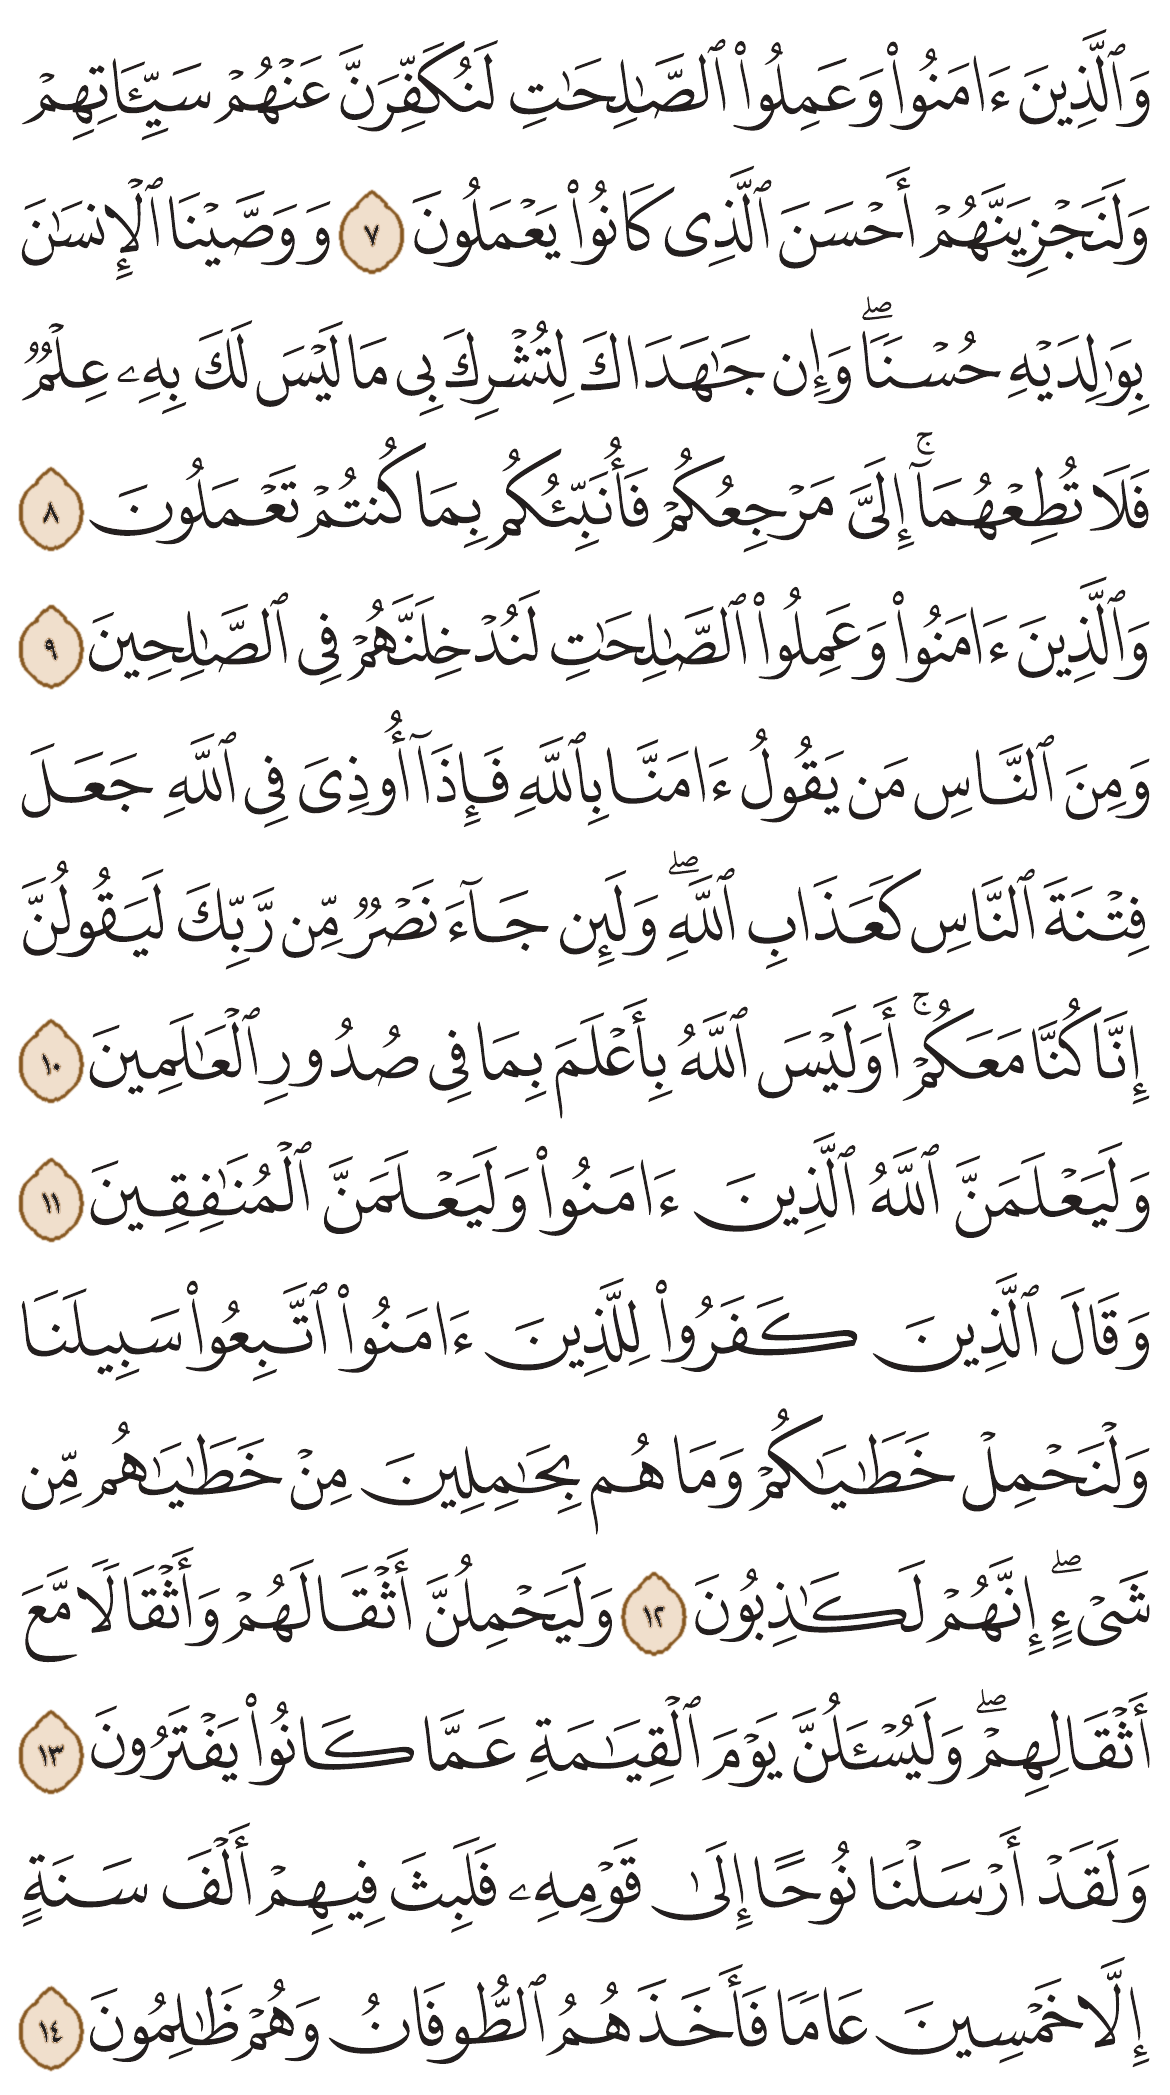 وَٱلَّذِينَ ءَامَنُوا۟ وَعَمِلُوا۟ ٱلصَّـٰلِحَـٰتِ لَنُكَفِّرَنَّ عَنْهُمْ سَيِّـَٔاتِهِمْ
وَلَنَجْزِيَنَّهُمْ أَحْسَنَ ٱلَّذِى كَانُوا۟ يَعْمَلُونَ ٧ وَوَصَّيْنَا ٱلْإِنسَـٰنَ
بِوَٰلِدَيْهِ حُسْنًا ۖ وَإِن جَـٰهَدَاكَ لِتُشْرِكَ بِى مَا لَيْسَ لَكَ بِهِۦ عِلْمٌ
فَلَا تُطِعْهُمَآ ۚ إِلَىَّ مَرْجِعُكُمْ فَأُنَبِّئُكُم بِمَا كُنتُمْ تَعْمَلُونَ ٨
وَٱلَّذِينَ ءَامَنُوا۟ وَعَمِلُوا۟ ٱلصَّـٰلِحَـٰتِ لَنُدْخِلَنَّهُمْ فِى ٱلصَّـٰلِحِينَ ٩
وَمِنَ ٱلنَّاسِ مَن يَقُولُ ءَامَنَّا بِٱللَّهِ فَإِذَآ أُوذِىَ فِى ٱللَّهِ جَعَلَ
فِتْنَةَ ٱلنَّاسِ كَعَذَابِ ٱللَّهِ ۖ وَلَئِن جَآءَ نَصْرٌ مِّن رَّبِّكَ لَيَقُولُنَّ
إِنَّا كُنَّا مَعَكُمْ ۚ أَوَلَيْسَ ٱللَّهُ بِأَعْلَمَ بِمَا فِى صُدُورِ ٱلْعَـٰلَمِينَ ١٠
وَلَيَعْلَمَنَّ ٱللَّهُ ٱلَّذِينَ ءَامَنُوا۟ وَلَيَعْلَمَنَّ ٱلْمُنَـٰفِقِينَ ١١
وَقَالَ ٱلَّذِينَ كَفَرُوا۟ لِلَّذِينَ ءَامَنُوا۟ ٱتَّبِعُوا۟ سَبِيلَنَا
وَلْنَحْمِلْ خَطَـٰيَـٰكُمْ وَمَا هُم بِحَـٰمِلِينَ مِنْ خَطَـٰيَـٰهُم مِّن
شَىْءٍ ۖ إِنَّهُمْ لَكَـٰذِبُونَ ١٢ وَلَيَحْمِلُنَّ أَثْقَالَهُمْ وَأَثْقَالًا مَّعَ
أَثْقَالِهِمْ ۖ وَلَيُسْـَٔلُنَّ يَوْمَ ٱلْقِيَـٰمَةِ عَمَّا كَانُوا۟ يَفْتَرُونَ ١٣
وَلَقَدْ أَرْسَلْنَا نُوحًا إِلَىٰ قَوْمِهِۦ فَلَبِثَ فِيهِمْ أَلْفَ سَنَةٍ
إِلَّا خَمْسِينَ عَامًا فَأَخَذَهُمُ ٱلطُّوفَانُ وَهُمْ ظَـٰلِمُونَ ١٤